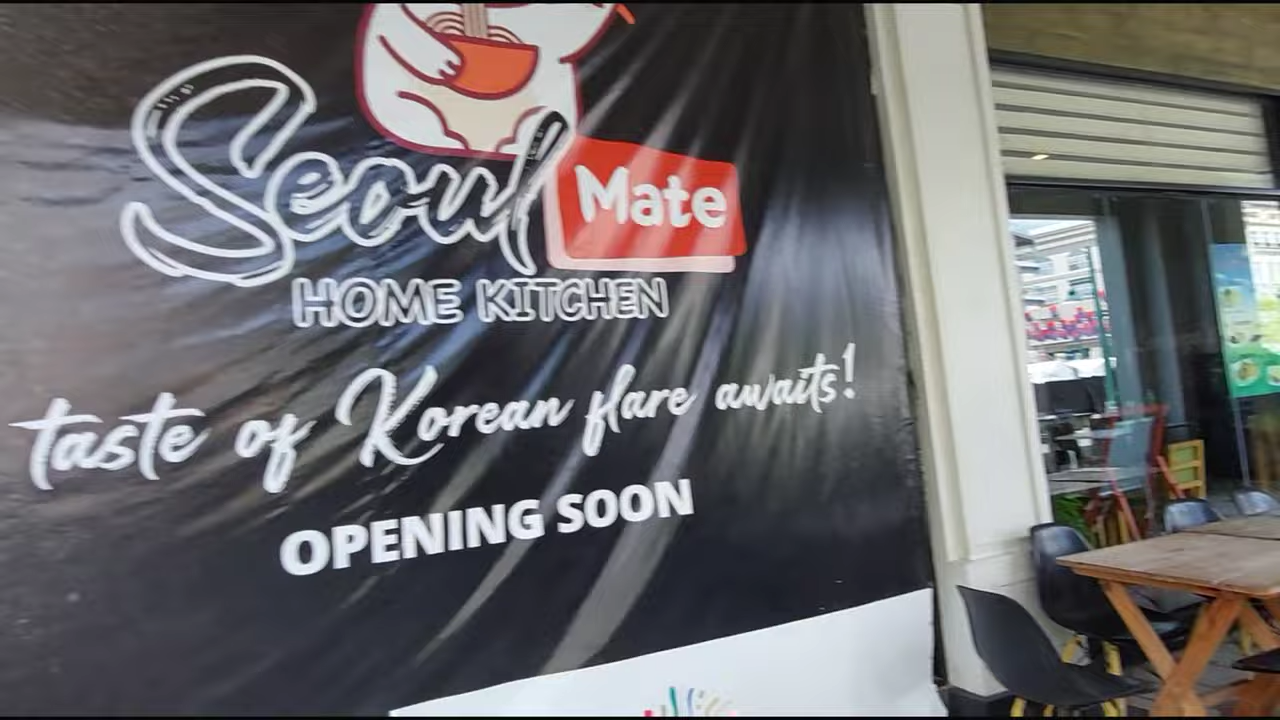 Seoul Mate
HOME KITCHEN
taste of Korean flare awaits!
OPENING SOON